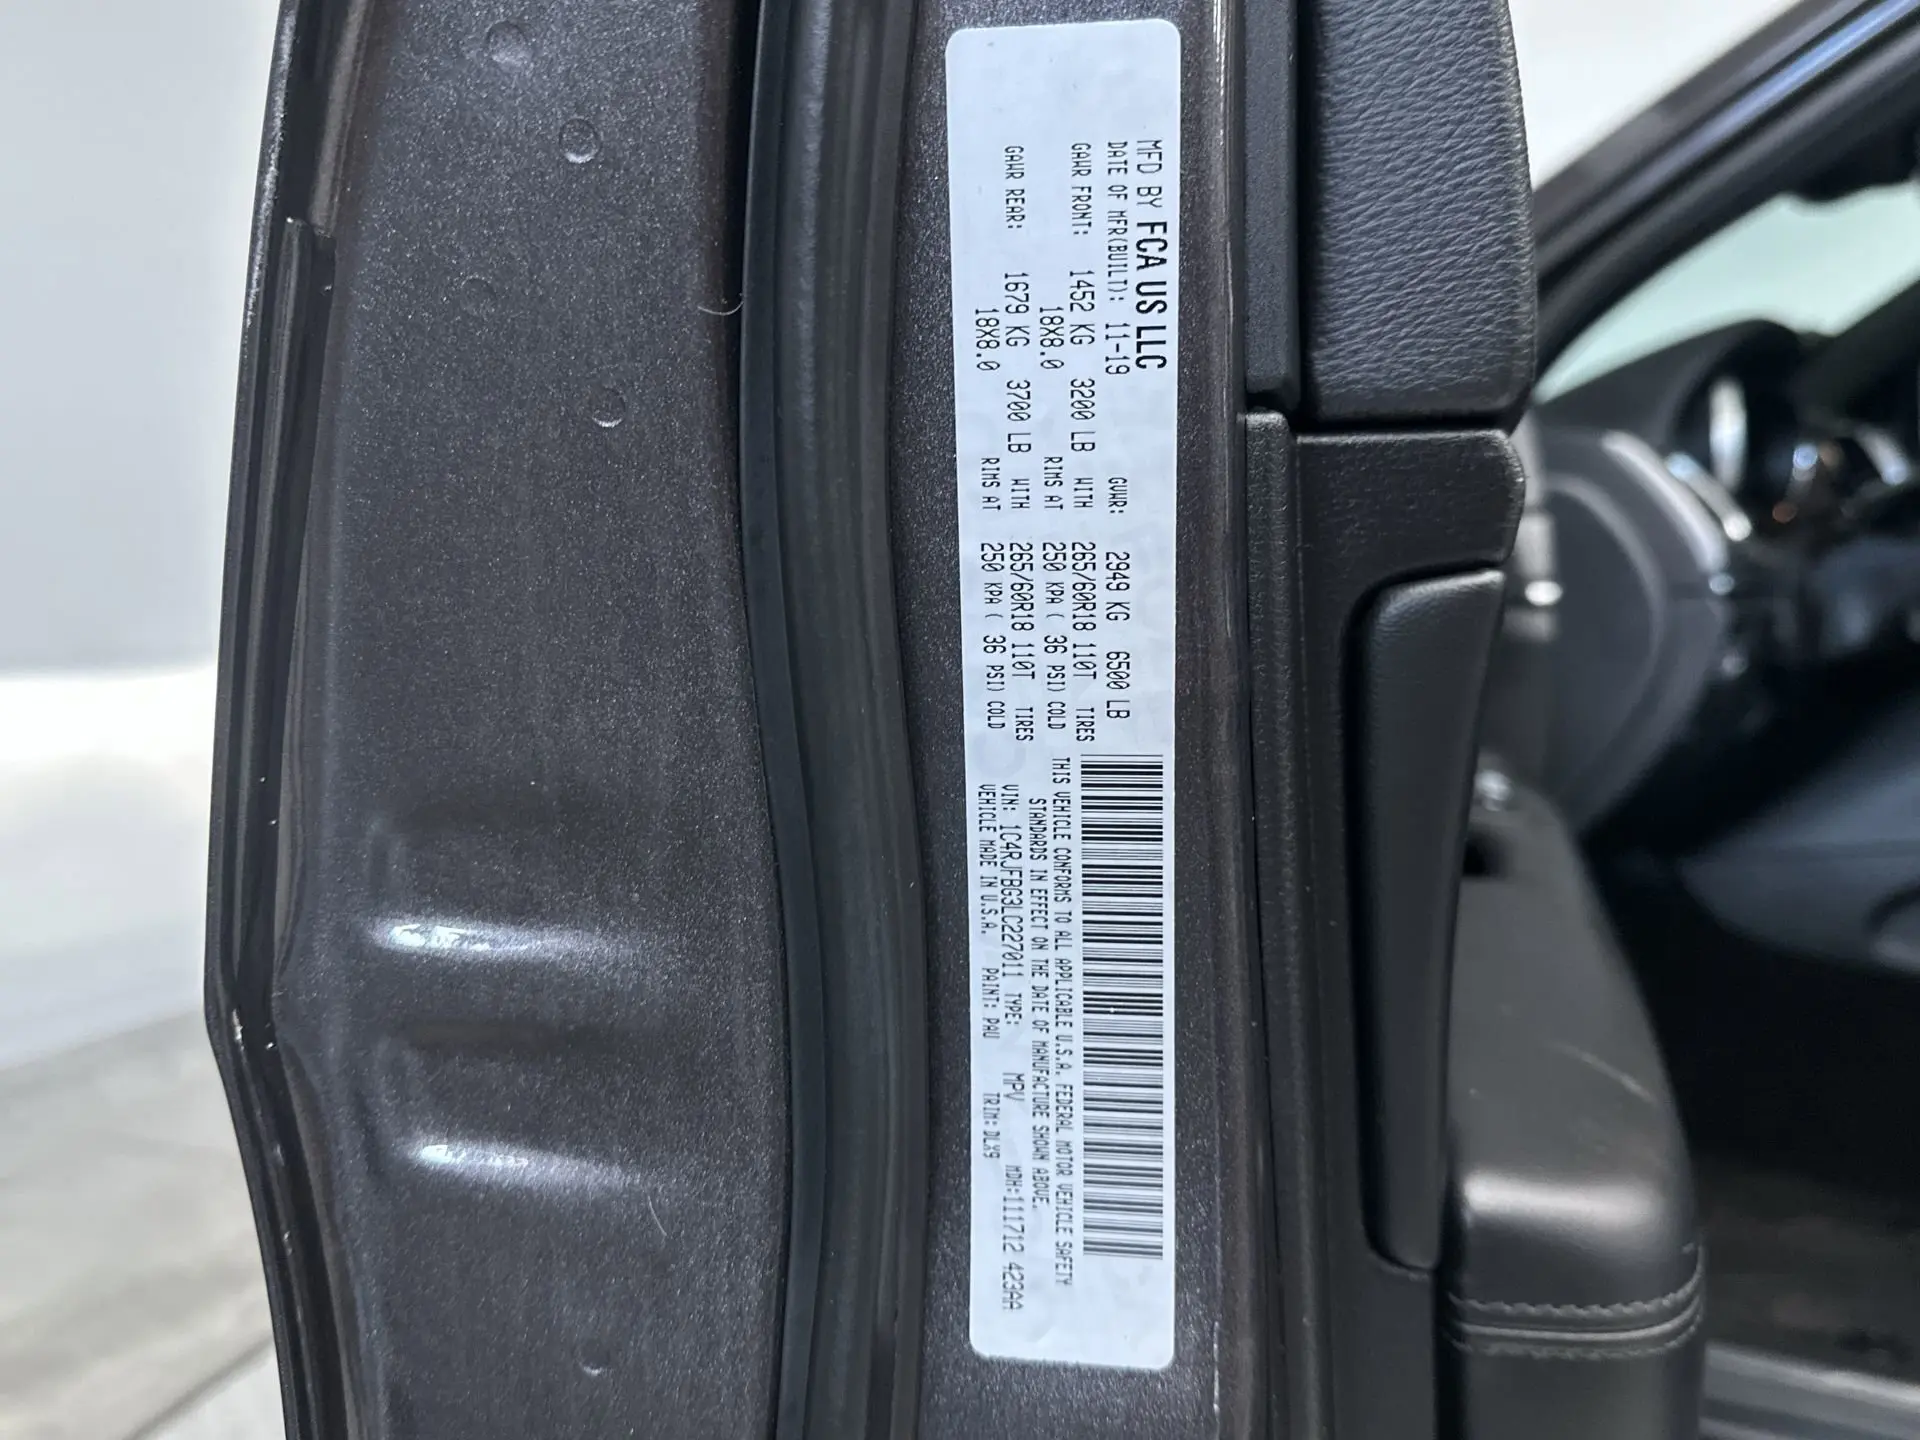 MFD BY FCA US LLC
DATE OF MFR(BUILT): 11-19 GVWR: 2949 KG 6500 LB
GAWR FRONT: 1452 KG 3200 LB WITH 265/60R18 110T TIRES
18X8.0 RIMS AT 250 KPA ( 36 PSI) COLD
GAWR REAR: 1679 KG 3700 LB WITH 265/60R18 110T TIRES
18X8.0 RIMS AT 250 KPA ( 36 PSI) COLD
THIS VEHICLE CONFORMS TO ALL APPLICABLE U.S.A. FEDERAL MOTOR VEHICLE SAFETY
STANDARDS IN EFFECT ON THE DATE OF MANUFACTURE SHOWN ABOVE.
VIN: 1C4RJFBG3LC227011 TYPE: MPV MDH:111712 423AA
VEHICLE MADE IN U.S.A. PAINT: PAU TRIM: DLX9